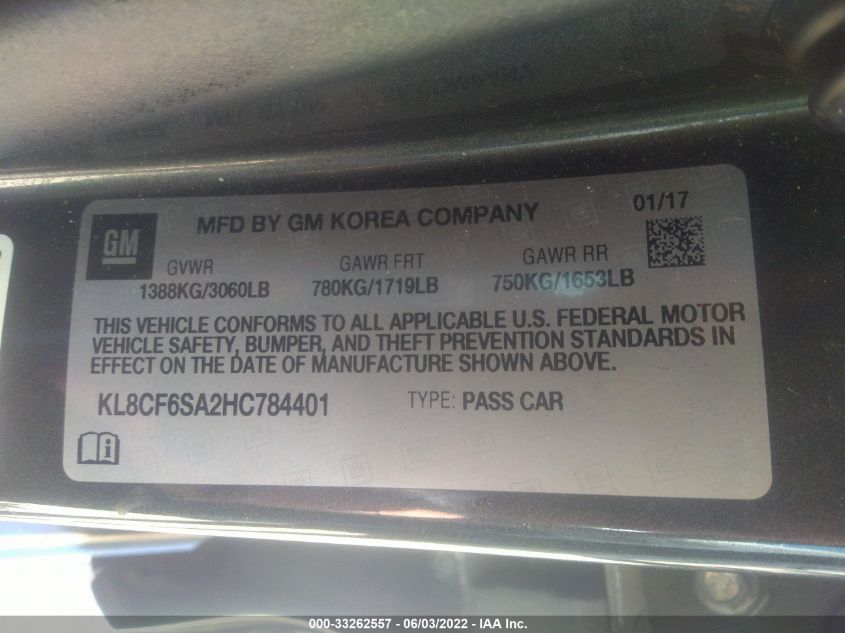 GM
MFD BY GM KOREA COMPANY
01/17
GVWR GAWR FRT GAWR RR
1388KG/3060LB 780KG/1719LB 750KG/1653LB
THIS VEHICLE CONFORMS TO ALL APPLICABLE U.S. FEDERAL MOTOR
VEHICLE SAFETY, BUMPER, AND THEFT PREVENTION STANDARDS IN
EFFECT ON THE DATE OF MANUFACTURE SHOWN ABOVE.
KL8CF6SA2HC784401 TYPE: PASS CAR
000-33262557 - 06/03/2022 - IAA Inc.